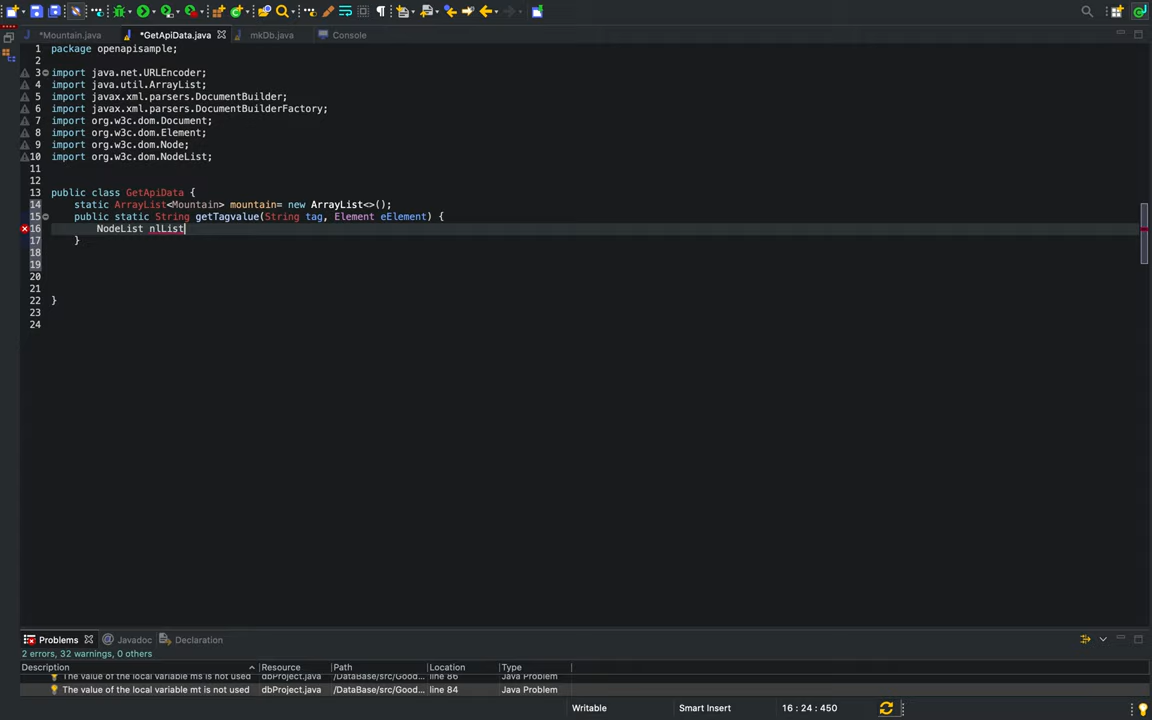 *Mountain.java *GetApiData.java mkDb.java Console
1 package openapisample;
2
3 import java.net.URLEncoder;
4 import java.util.ArrayList;
5 import javax.xml.parsers.DocumentBuilder;
6 import javax.xml.parsers.DocumentBuilderFactory;
7 import org.w3c.dom.Document;
8 import org.w3c.dom.Element;
9 import org.w3c.dom.Node;
10 import org.w3c.dom.NodeList;
11
12
13 public class GetApiData {
14 static ArrayList<Mountain> mountain= new ArrayList<>();
15 public static String getTagvalue(String tag, Element eElement) {
16 NodeList nlList
17 }
18
19
20
21
22 }
23
24
Problems Javadoc Declaration
2 errors, 32 warnings, 0 others
Description Resource Path Location Type
The value of the local variable ms is not used dbProject.java /DataBase/src/Good... line 86 Java Problem
The value of the local variable mt is not used dbProject.java /DataBase/src/Good... line 84 Java Problem
Writable Smart Insert 16 : 24 : 450